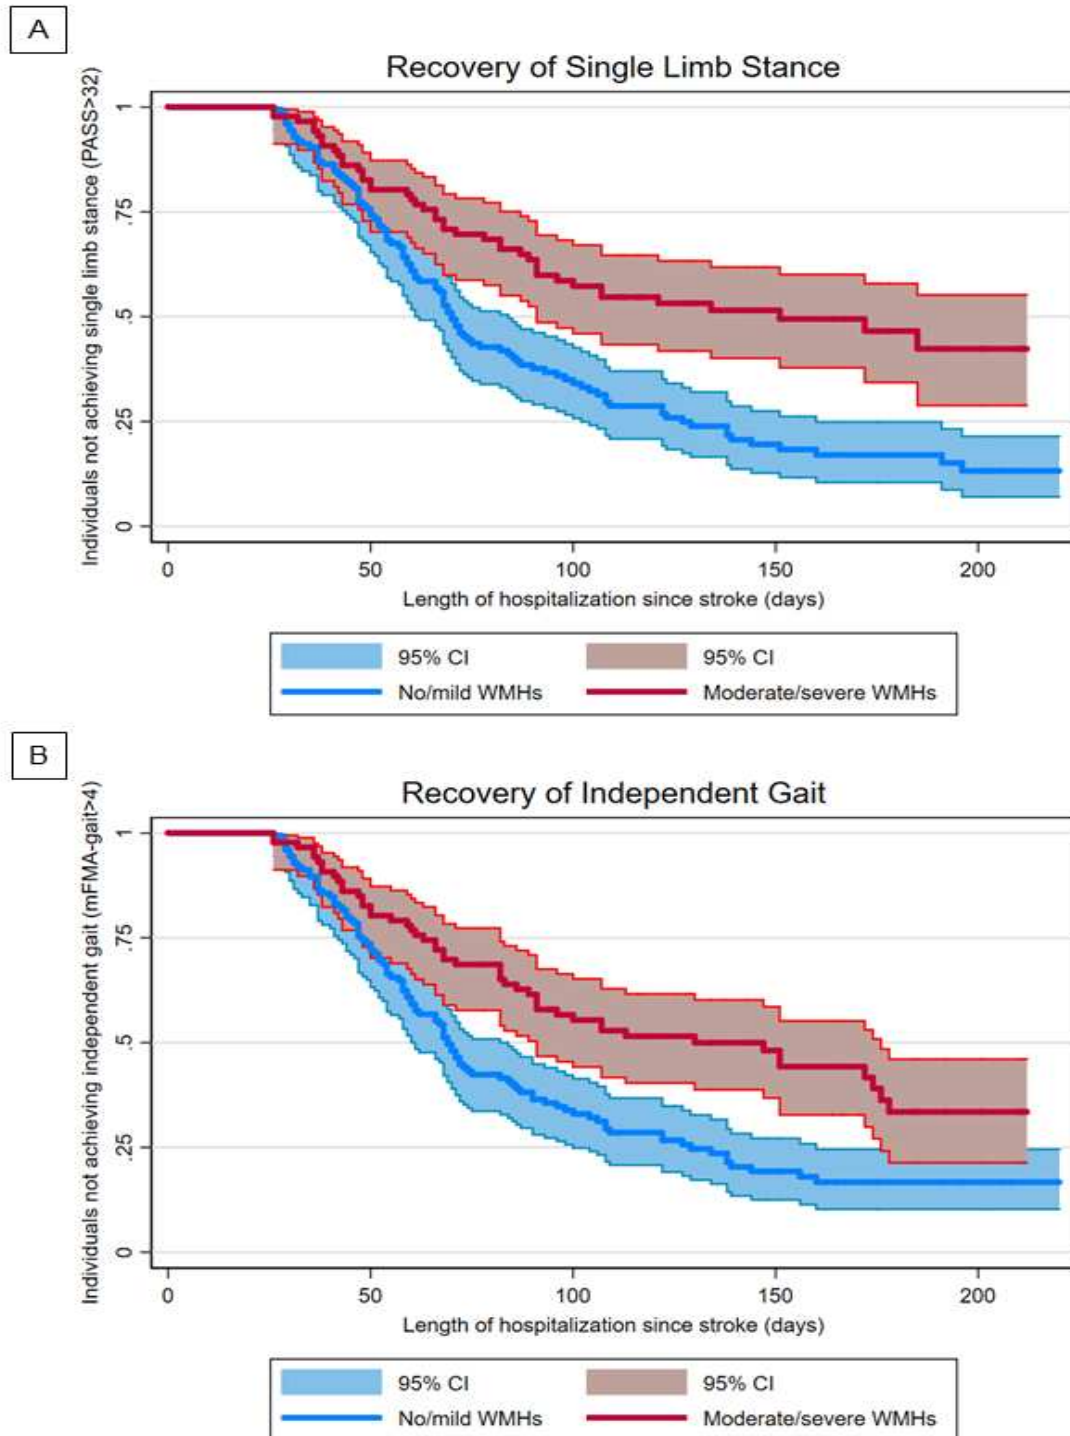 A
Recovery of Single Limb Stance
Individuals not achieving single limb stance (PASS>32)
1
.75
.5
.25
0
0 50 100 150 200
Length of hospitalization since stroke (days)
95% CI 95% CI
No/mild WMHs Moderate/severe WMHs
B
Recovery of Independent Gait
Individuals not achieving independent gait (mFMA-gait>4)
1
.75
.5
.25
0
0 50 100 150 200
Length of hospitalization since stroke (days)
95% CI 95% CI
No/mild WMHs Moderate/severe WMHs